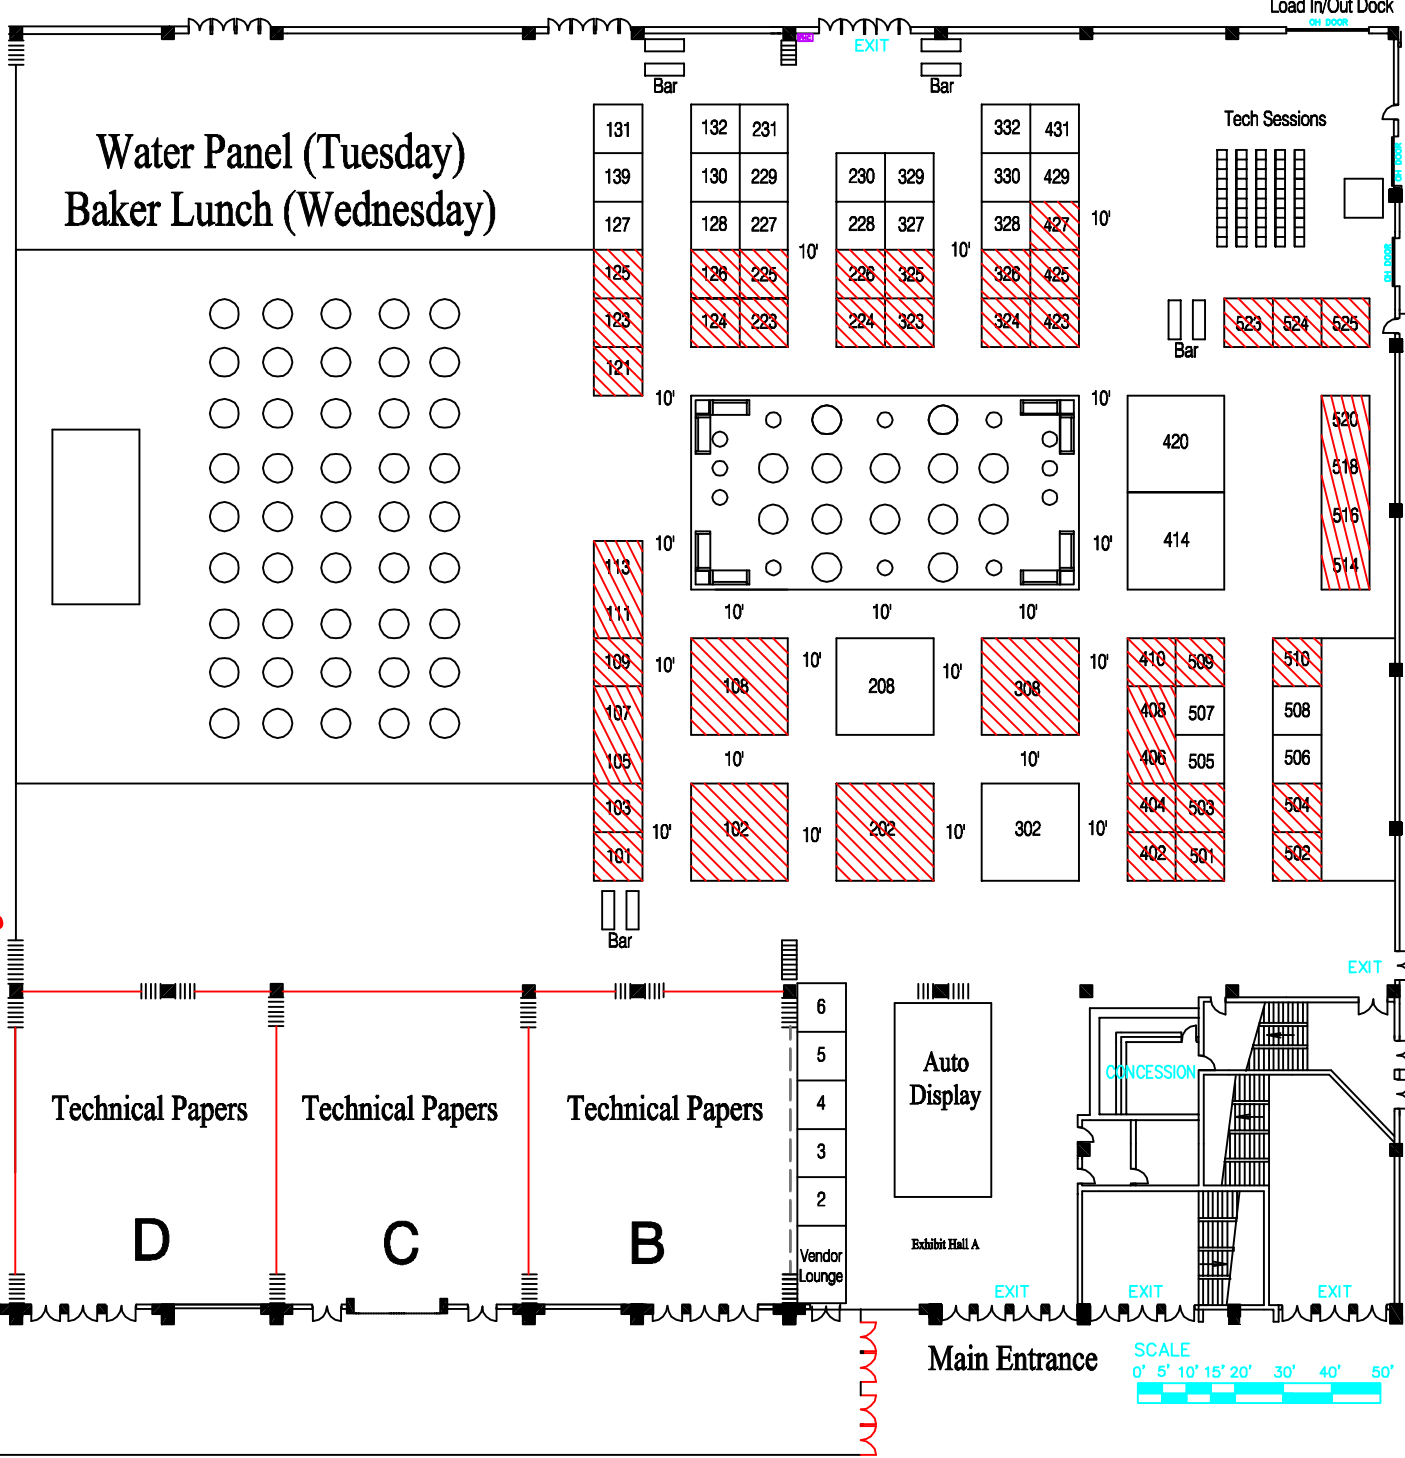 Load In/Out Dock
OH DOOR
EXIT
Bar
Bar
Tech Sessions
OH DOOR
OH DOOR
Water Panel (Tuesday)
Baker Lunch (Wednesday)
131 132 231 332 431
139 130 229 230 329 330 429
127 128 227 228 327 328 427 10'
10' 10'
125 126 225 226 325 326 425
123 124 223 224 323 324 423 523 524 525
Bar
121
10' 10'
420 520
518
516
414 514
10' 10'
113
111
10' 10' 10'
109 10' 10' 10' 10' 410 509 510
108 208 308
107 408 507 508
105 10' 10' 406 505 506
103 404 503 504
10' 102 10' 202 10' 302 10'
101 402 501 502
Bar
EXIT
6
5
4
3
2
Vendor
Lounge
Auto
Display
CONCESSION
Technical Papers Technical Papers Technical Papers
D C B
Exhibit Hall A
EXIT EXIT EXIT
Main Entrance
SCALE
0' 5' 10' 15' 20' 30' 40' 50'